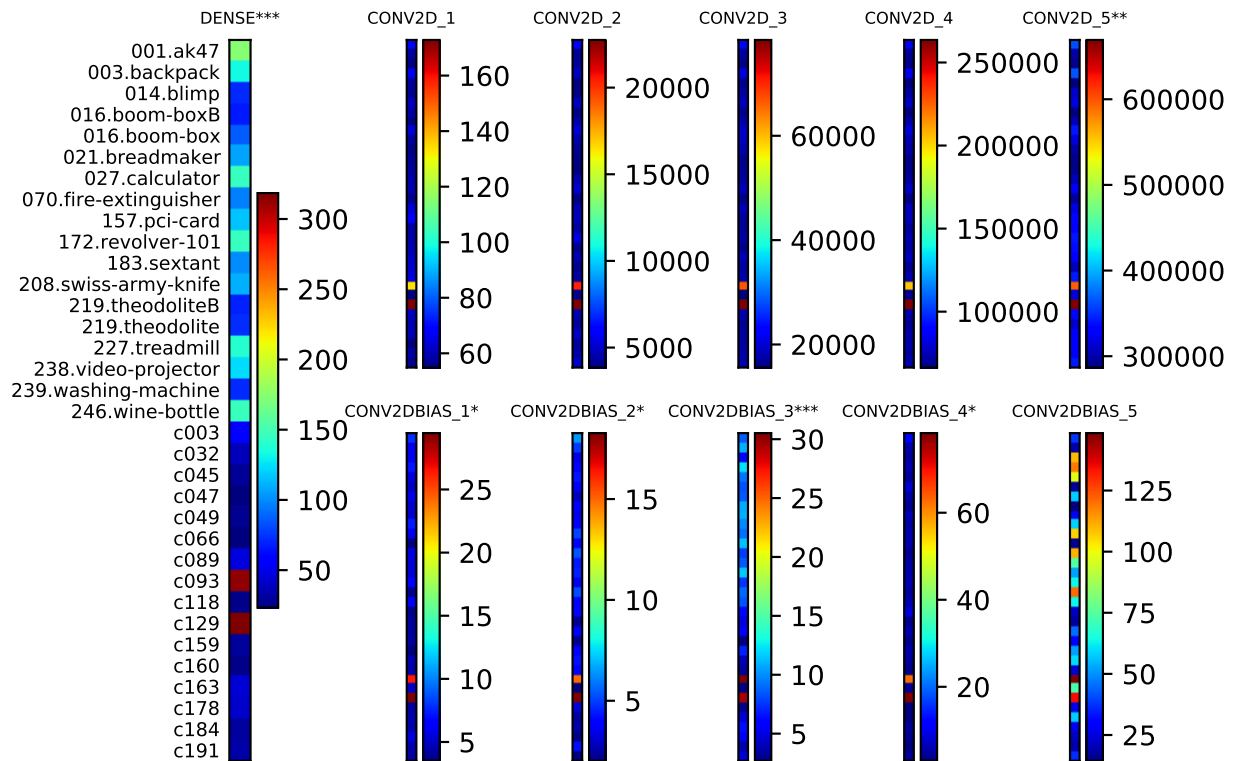 DENSE***
001.ak47
003.backpack
014.blimp
016.boom-boxB
016.boom-box
021.breadmaker
027.calculator
070.fire-extinguisher
157.pci-card
172.revolver-101
183.sextant
208.swiss-army-knife
219.theodoliteB
219.theodolite
227.treadmill
238.video-projector
239.washing-machine
246.wine-bottle
c003
c032
c045
c047
c049
c066
c089
c093
c118
c129
c159
c160
c163
c178
c184
c191
300
250
200
150
100
50
CONV2D_1
160
140
120
100
80
60
CONV2D_2
20000
15000
10000
5000
CONV2D_3
60000
40000
20000
CONV2D_4
250000
200000
150000
100000
CONV2D_5**
600000
500000
400000
300000
CONV2DBIAS_1*
25
20
15
10
5
CONV2DBIAS_2*
15
10
5
CONV2DBIAS_3***
30
25
20
15
10
5
CONV2DBIAS_4*
60
40
20
CONV2DBIAS_5
125
100
75
50
25